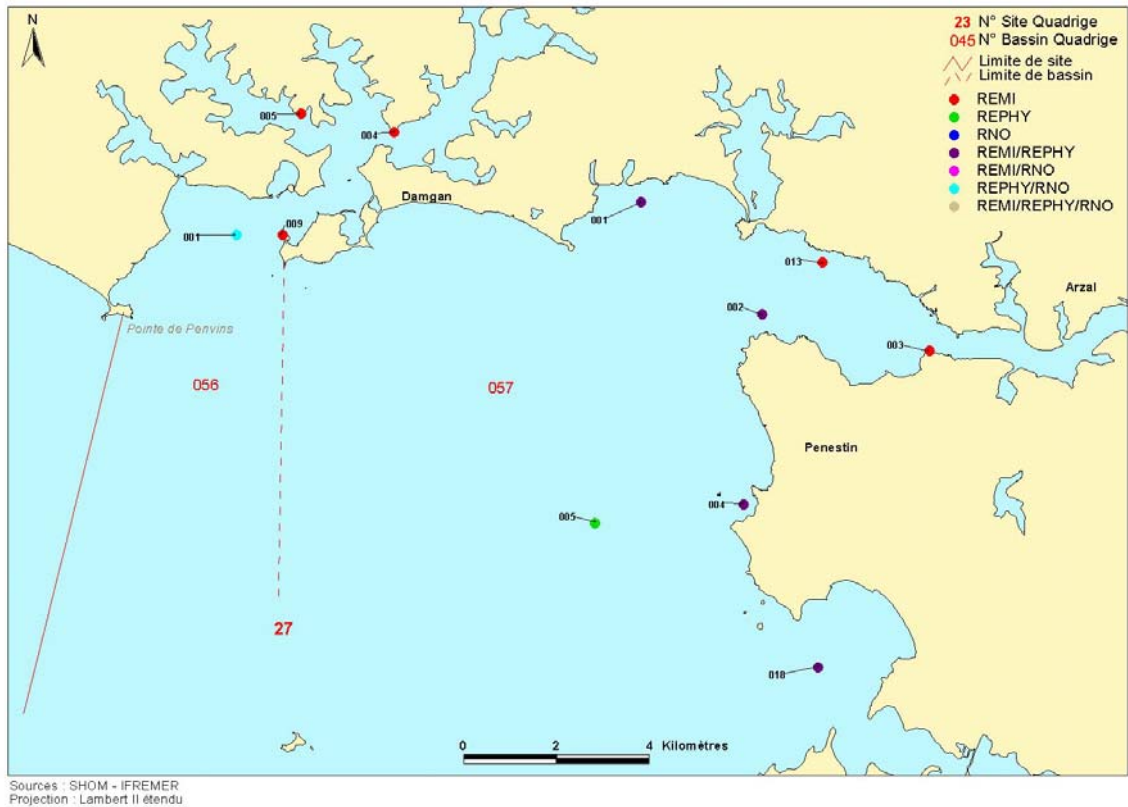 N
23 N° Site Quadrige
045 N° Bassin Quadrige
Limite de site
Limite de bassin
REMI
REPHY
RNO
REMI/REPHY
REMI/RNO
REPHY/RNO
REMI/REPHY/RNO
005
004
Damgan
001
009
001
013
Arzal
002
Pointe de Penvins
003
056
057
Penestin
004
005
27
018
0 2 4 Kilomètres
Sources : SHOM - IFREMER
Projection : Lambert II étendu